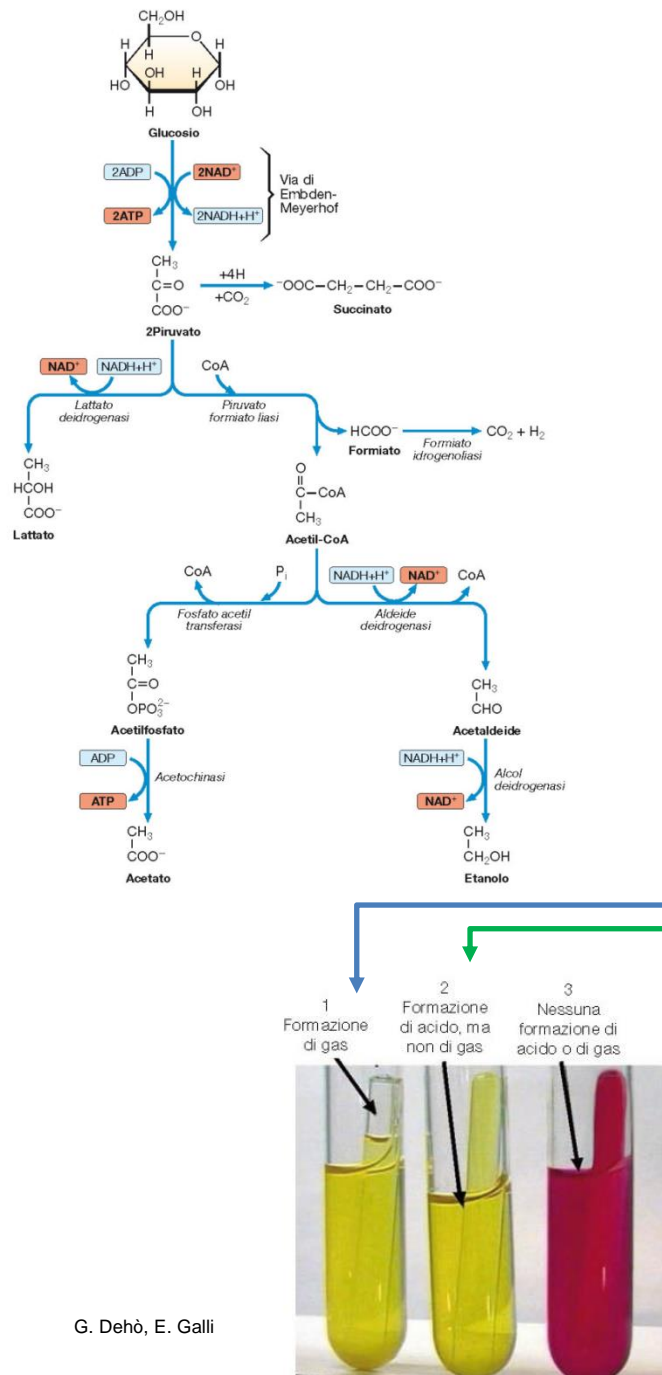 CH₂OH
H
O
H
H
OH
H
HO
OH
H
OH
Glucosio
2ADP
2NAD⁺
2ATP
2NADH+H⁺
Via di
Embden-
Meyerhof
CH₃
C=O
COO⁻
2Piruvato
+4H
+CO₂
⁻OOC–CH₂–CH₂–COO⁻
Succinato
NAD⁺
NADH+H⁺
Lattato
deidrogenasi
CoA
Piruvato
formiato liasi
HCOO⁻
Formiato
Formiato
idrogenoliasi
CO₂ + H₂
CH₃
HCOH
COO⁻
Lattato
O
C–CoA
CH₃
Acetil-CoA
CoA
Pᵢ
Fosfato acetil
transferasi
NADH+H⁺
NAD⁺
CoA
Aldeide
deidrogenasi
CH₃
C=O
OPO₃²⁻
Acetilfosfato
CH₃
CHO
Acetaldeide
ADP
ATP
Acetochinasi
NADH+H⁺
NAD⁺
Alcol
deidrogenasi
CH₃
COO⁻
Acetato
CH₃
CH₂OH
Etanolo
1
Formazione
di gas
2
Formazione
di acido, ma
non di gas
3
Nessuna
formazione di
acido o di gas
G. Dehò, E. Galli